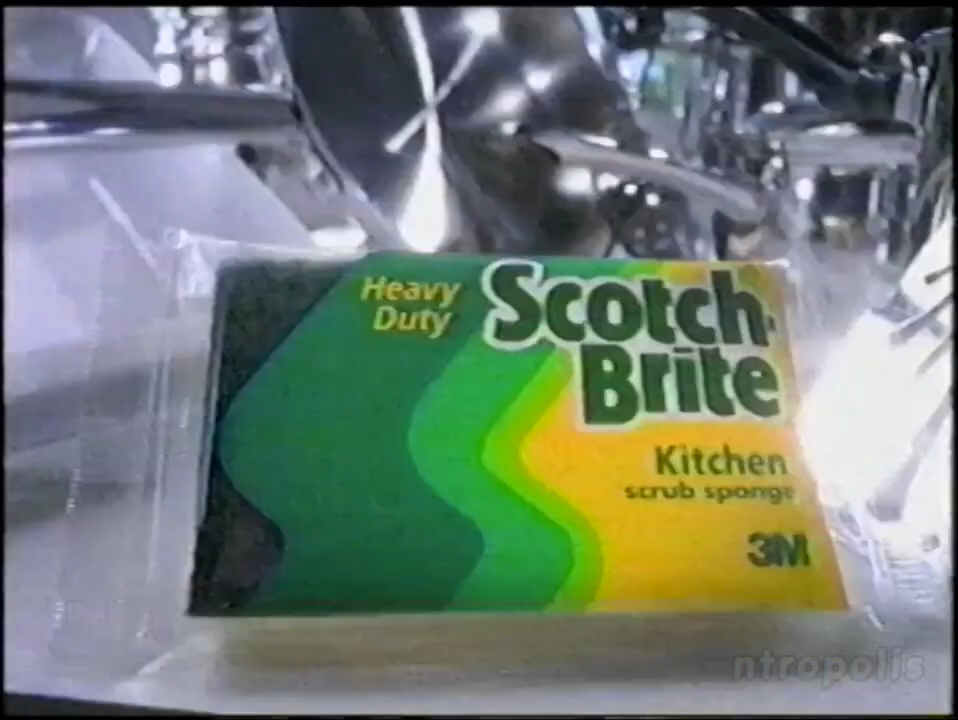 Heavy
Duty
Scotch-
Brite
Kitchen
scrub sponge
3M
ntropolis